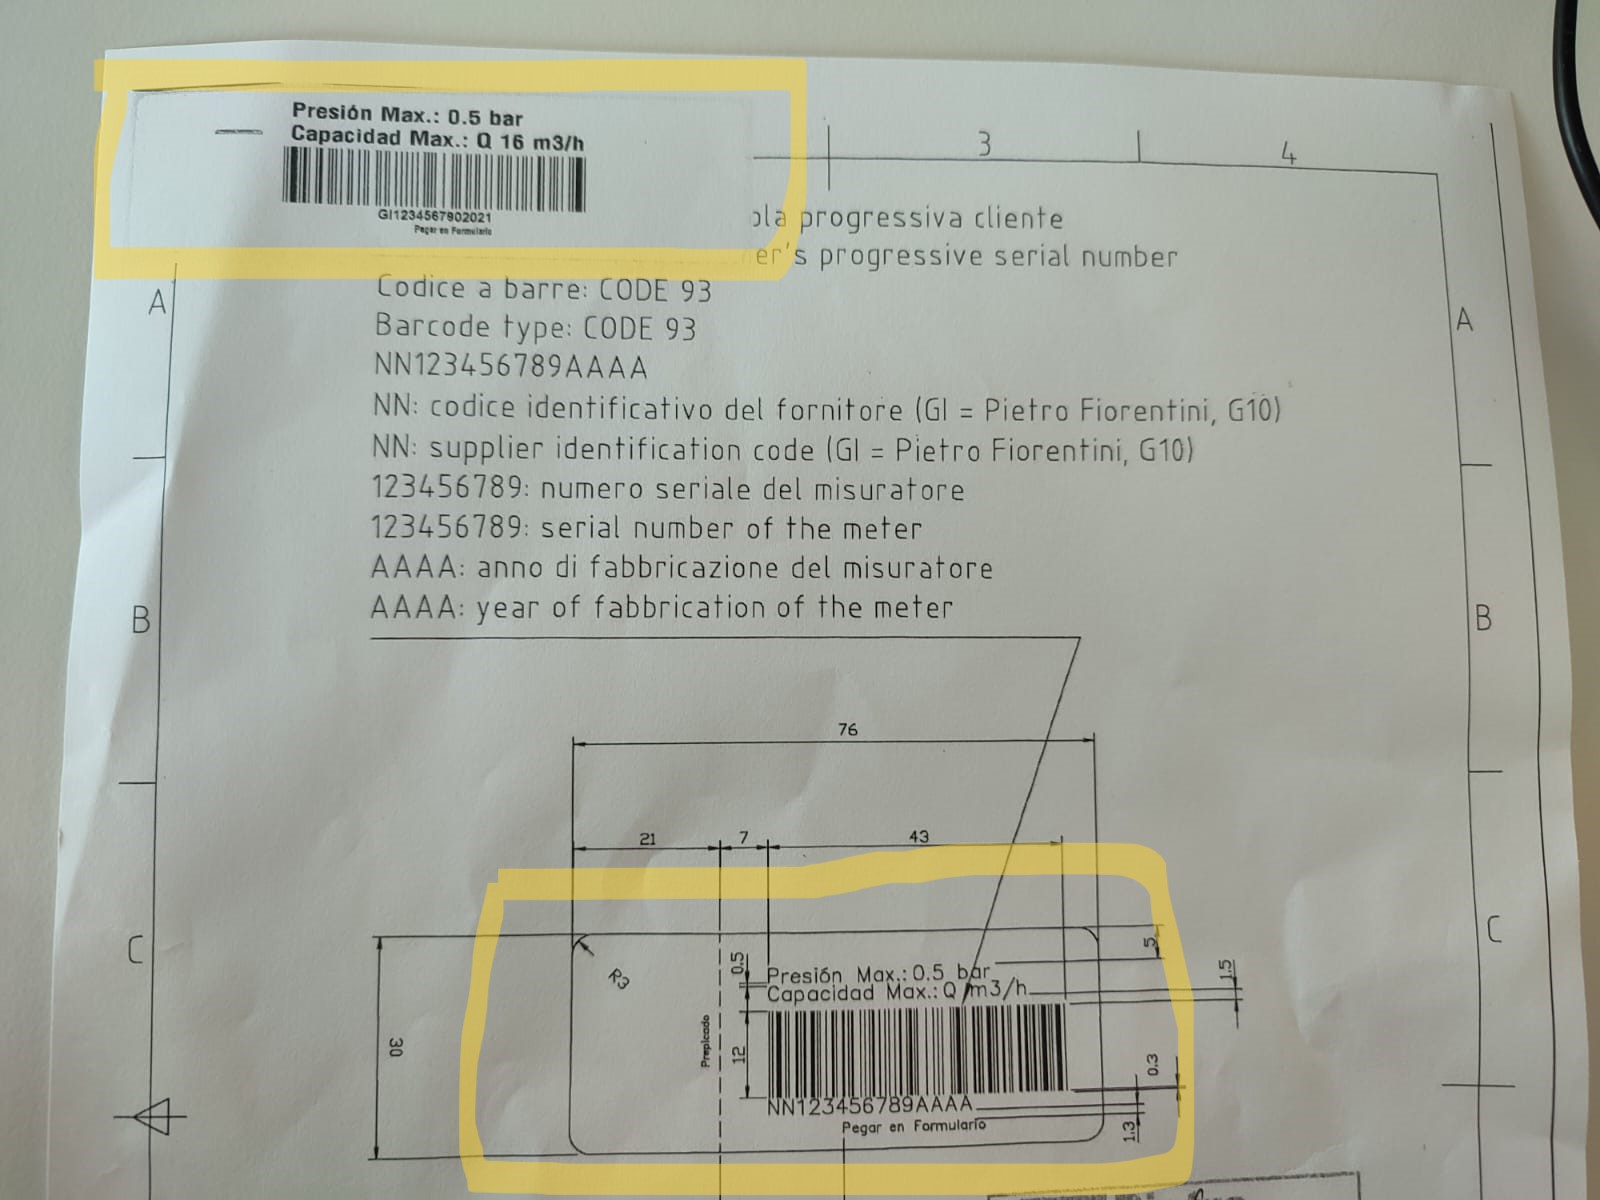 Presión Max.: 0.5 bar
Capacidad Max.: Q 16 m3/h
GI1234567902021
Pegar en Formulario
3
4
progressiva cliente
er's progressive serial number
Codice a barre: CODE 93
Barcode type: CODE 93
NN123456789AAAA
NN: codice identificativo del fornitore (GI = Pietro Fiorentini, G10)
NN: supplier identification code (GI = Pietro Fiorentini, G10)
123456789: numero seriale del misuratore
123456789: serial number of the meter
AAAA: anno di fabbricazione del misuratore
AAAA: year of fabbrication of the meter
A
A
B
B
76
21
7
43
C
C
R3
0.5
5
1.5
Presión Max.: 0.5 bar
Capacidad Max.: Q m3/h
30
Preplcado
12
0.3
NN123456789AAAA
Pegar en Formulario
1.3